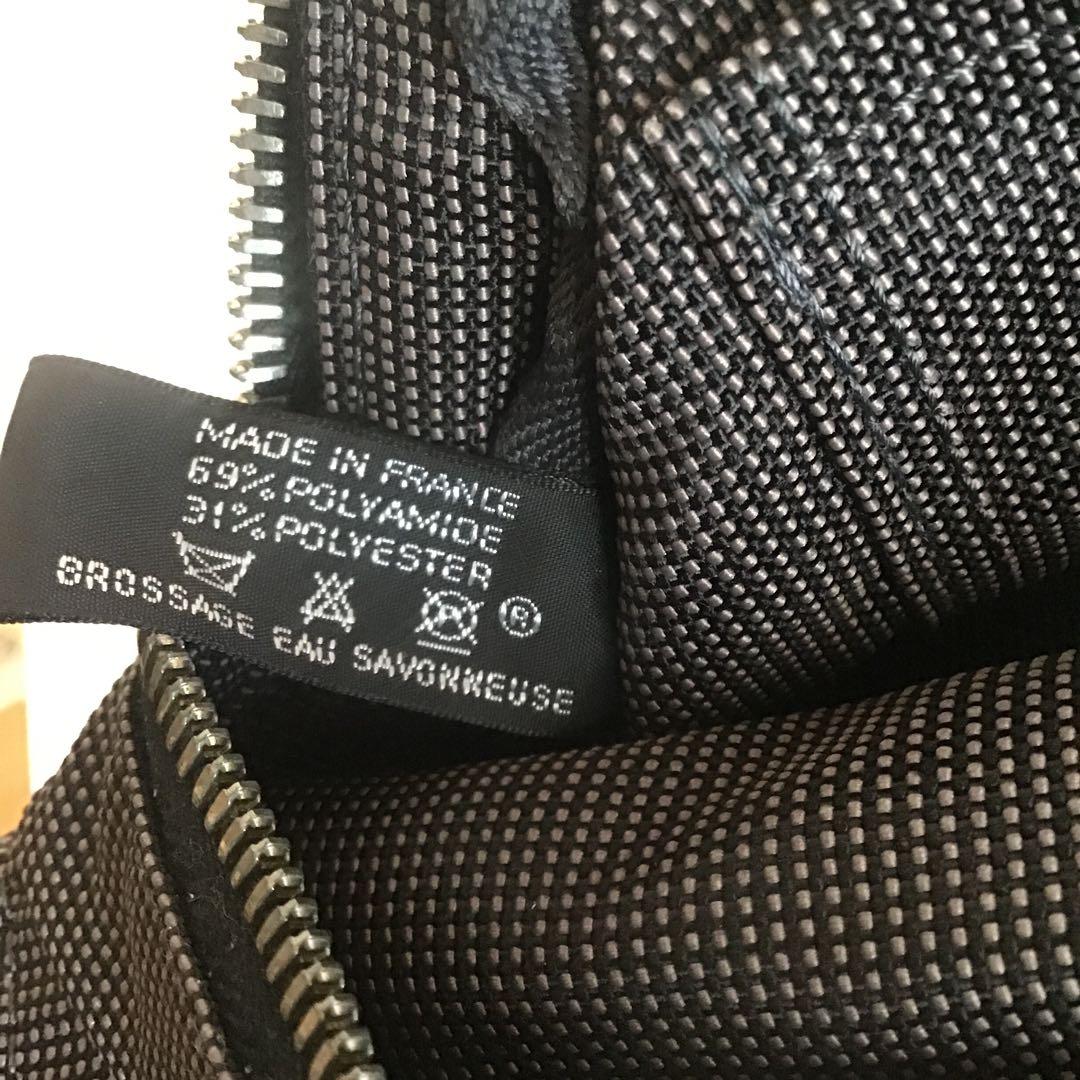 MADE IN FRANCE
69% POLYAMIDE
31% POLYESTER
P ®
BROSSAGE EAU SAVONNEUSE